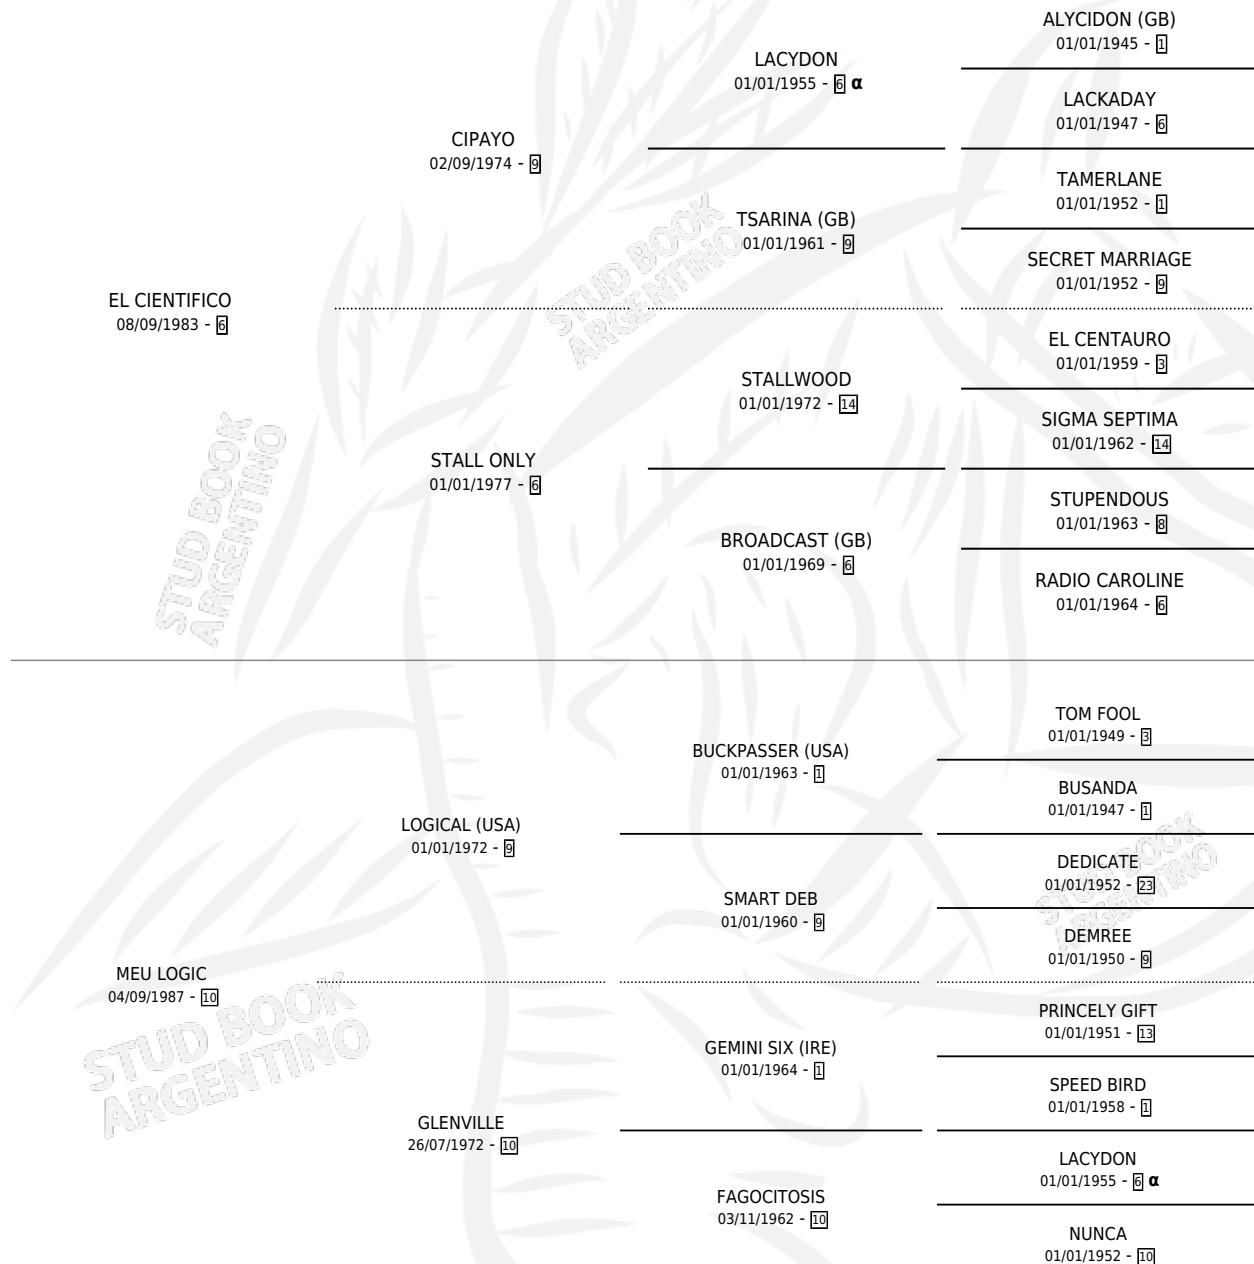 ALYCIDON (GB)
01/01/1945 - 1
LACYDON
01/01/1955 - 6 α
LACKADAY
01/01/1947 - 6
CIPAYO
02/09/1974 - 9
TAMERLANE
01/01/1952 - 1
TSARINA (GB)
01/01/1961 - 9
SECRET MARRIAGE
01/01/1952 - 9
EL CIENTIFICO
08/09/1983 - 6
EL CENTAURO
01/01/1959 - 3
STALLWOOD
01/01/1972 - 14
SIGMA SEPTIMA
01/01/1962 - 14
STALL ONLY
01/01/1977 - 6
STUPENDOUS
01/01/1963 - 8
BROADCAST (GB)
01/01/1969 - 6
RADIO CAROLINE
01/01/1964 - 6
TOM FOOL
01/01/1949 - 3
BUCKPASSER (USA)
01/01/1963 - 1
BUSANDA
01/01/1947 - 1
LOGICAL (USA)
01/01/1972 - 9
DEDICATE
01/01/1952 - 23
SMART DEB
01/01/1960 - 9
DEMREE
01/01/1950 - 9
MEU LOGIC
04/09/1987 - 10
PRINCELY GIFT
01/01/1951 - 13
GEMINI SIX (IRE)
01/01/1964 - 1
SPEED BIRD
01/01/1958 - 1
GLENVILLE
26/07/1972 - 10
LACYDON
01/01/1955 - 6 α
FAGOCITOSIS
03/11/1962 - 10
NUNCA
01/01/1952 - 10
STUD BOOK
ARGENTINO
STUD BOOK
ARGENTINO
STUD BOOK
ARGENTINO
STUD BOOK
ARGENTINO